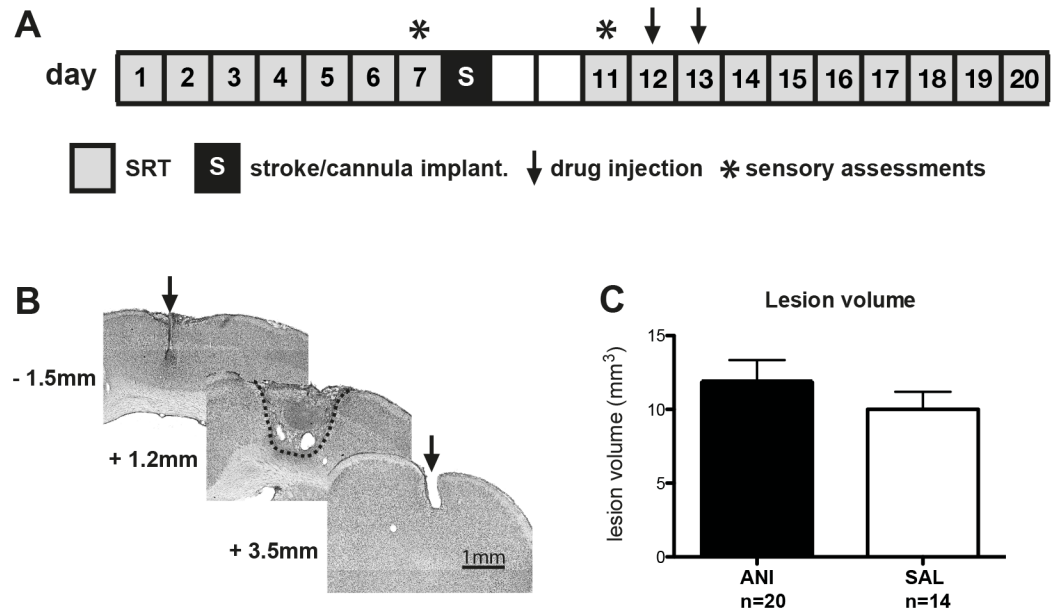 A
* * ↓ ↓
day 1 2 3 4 5 6 7 S 11 12 13 14 15 16 17 18 19 20
SRT S stroke/cannula implant. ↓ drug injection * sensory assessments
B
- 1.5mm
+ 1.2mm
+ 3.5mm
1mm
C
Lesion volume
lesion volume (mm³)
15
10
5
0
ANI SAL
n=20 n=14